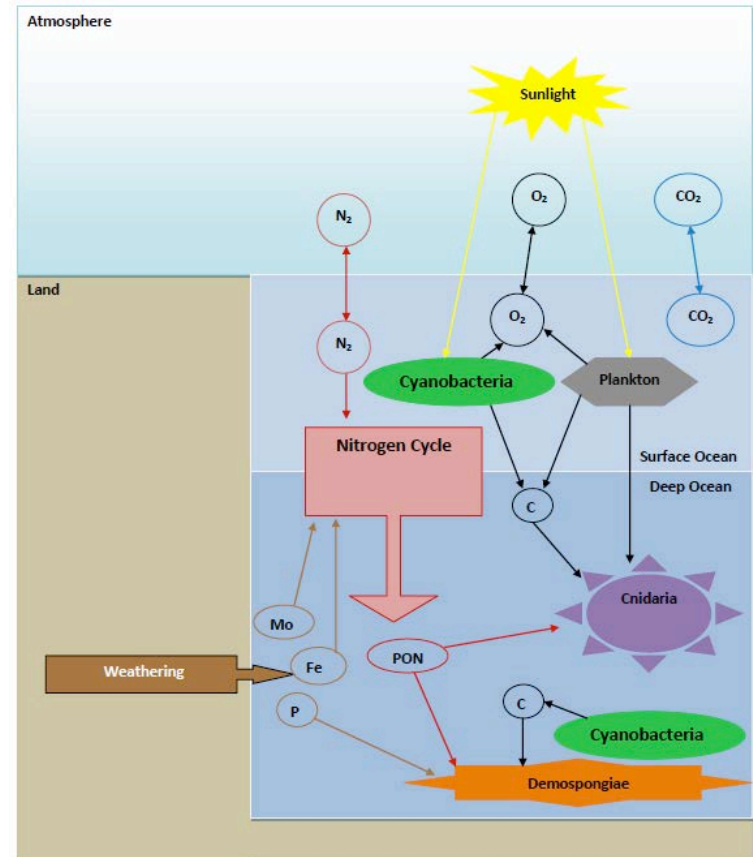 Atmosphere
Sunlight
O₂
CO₂
N₂
Land
O₂
CO₂
N₂
Cyanobacteria
Plankton
Nitrogen Cycle
Surface Ocean
Deep Ocean
C
Cnidaria
Mo
Weathering
Fe
PON
P
C
Cyanobacteria
Demospongiae